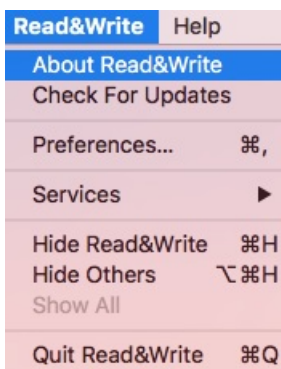 Read&Write Help
About Read&Write
Check For Updates
Preferences... ⌘,
Services ▶
Hide Read&Write ⌘H
Hide Others ⌥⌘H
Show All
Quit Read&Write ⌘Q